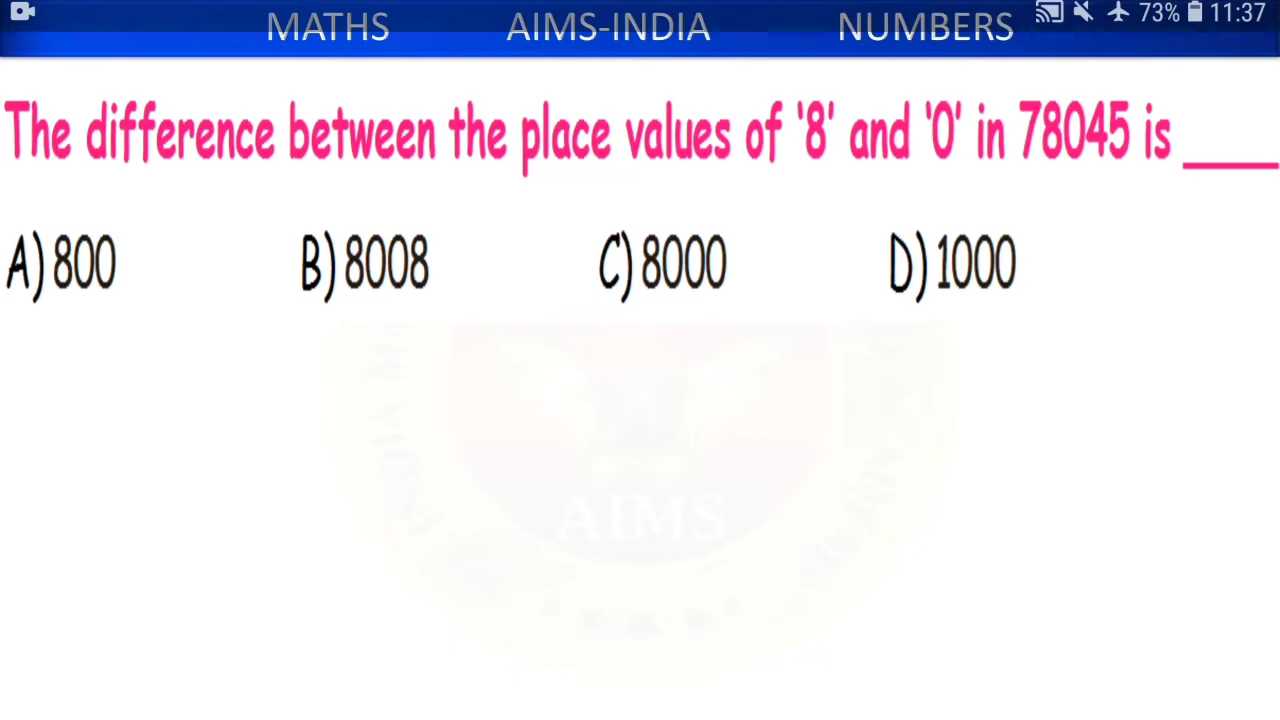 MATHS AIMS-INDIA NUMBERS 73% 11:37
The difference between the place values of '8' and '0' in 78045 is ____
A) 800 B) 8008 C) 8000 D) 1000
AIMS